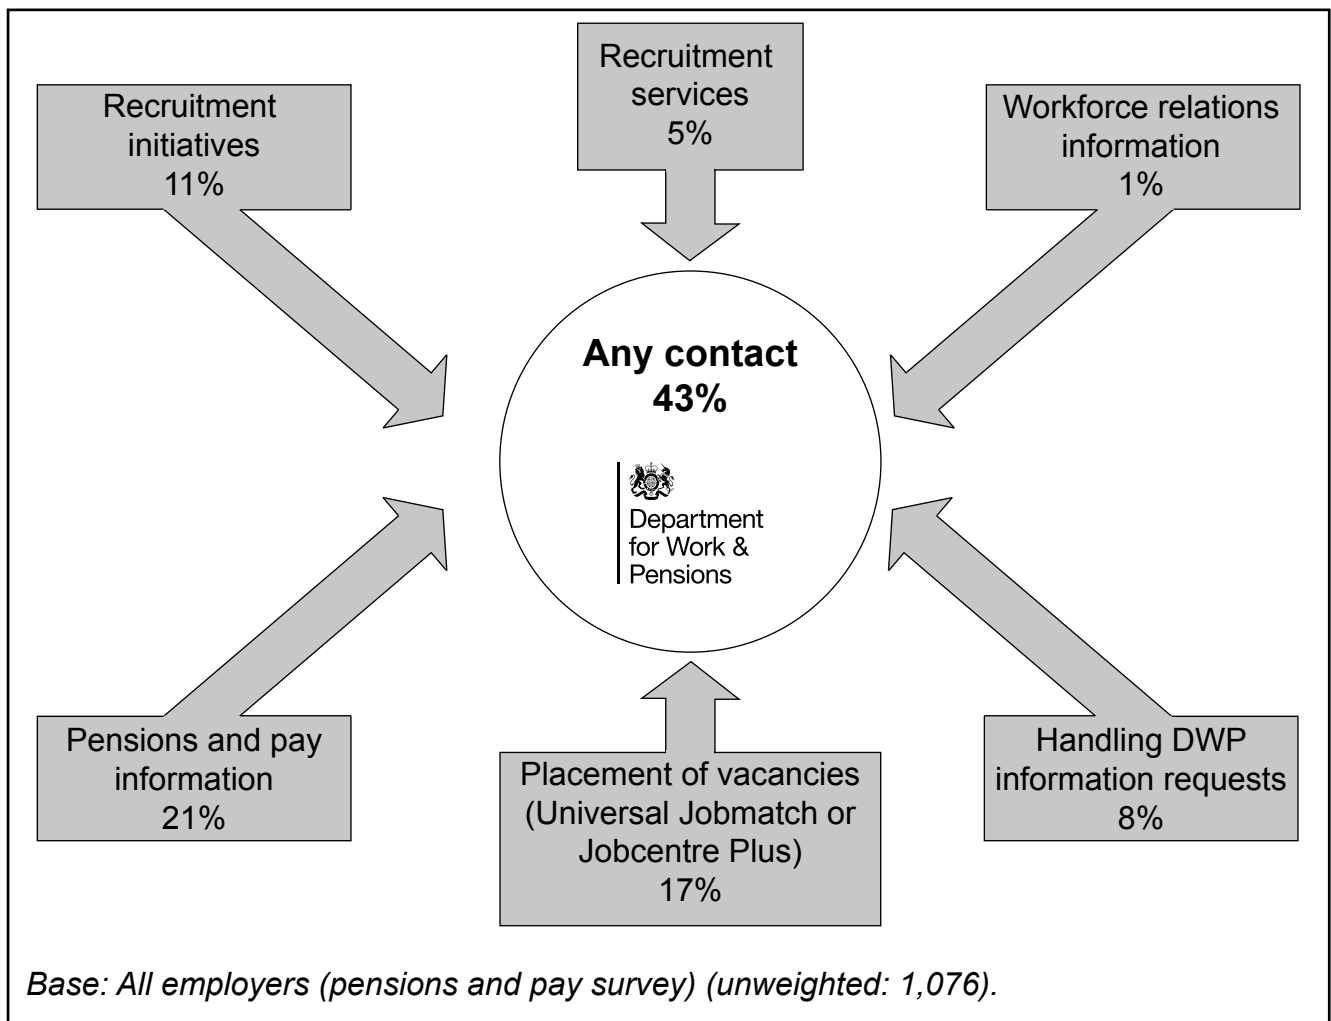 Recruitment
services
5%
Recruitment
initiatives
11%
Workforce relations
information
1%
Any contact
43%
Department
for Work &
Pensions
Pensions and pay
information
21%
Placement of vacancies
(Universal Jobmatch or
Jobcentre Plus)
17%
Handling DWP
information requests
8%
Base: All employers (pensions and pay survey) (unweighted: 1,076).